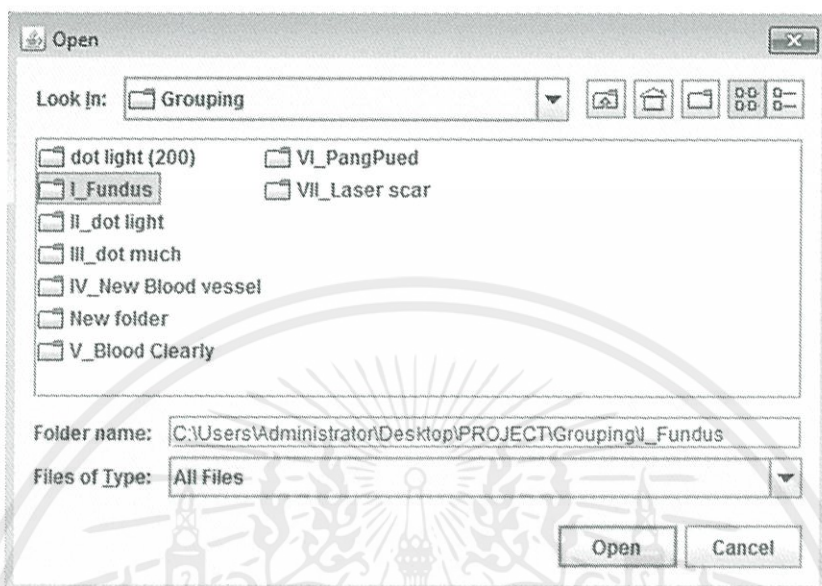 Open
Look In: Grouping
dot light (200) VI_PangPued
I_Fundus VII_Laser scar
II_dot light
III_dot much
IV_New Blood vessel
New folder
V_Blood Clearly
Folder name: C:\Users\Administrator\Desktop\PROJECT\Grouping\I_Fundus
Files of Type: All Files
Open Cancel